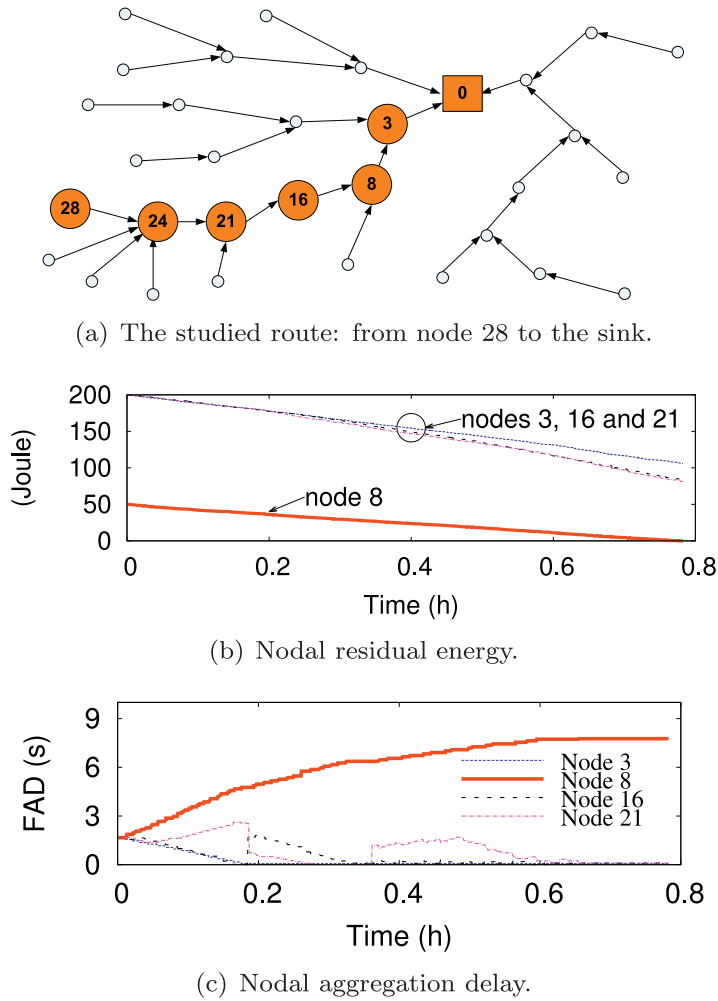 0
3
8
16
28
24
21
(a) The studied route: from node 28 to the sink.
200
150
100
50
0
(Joule)
nodes 3, 16 and 21
node 8
0
0.2
0.4
0.6
0.8
Time (h)
(b) Nodal residual energy.
9
6
3
0
FAD (s)
Node 3
Node 8
Node 16
Node 21
0
0.2
0.4
0.6
0.8
Time (h)
(c) Nodal aggregation delay.